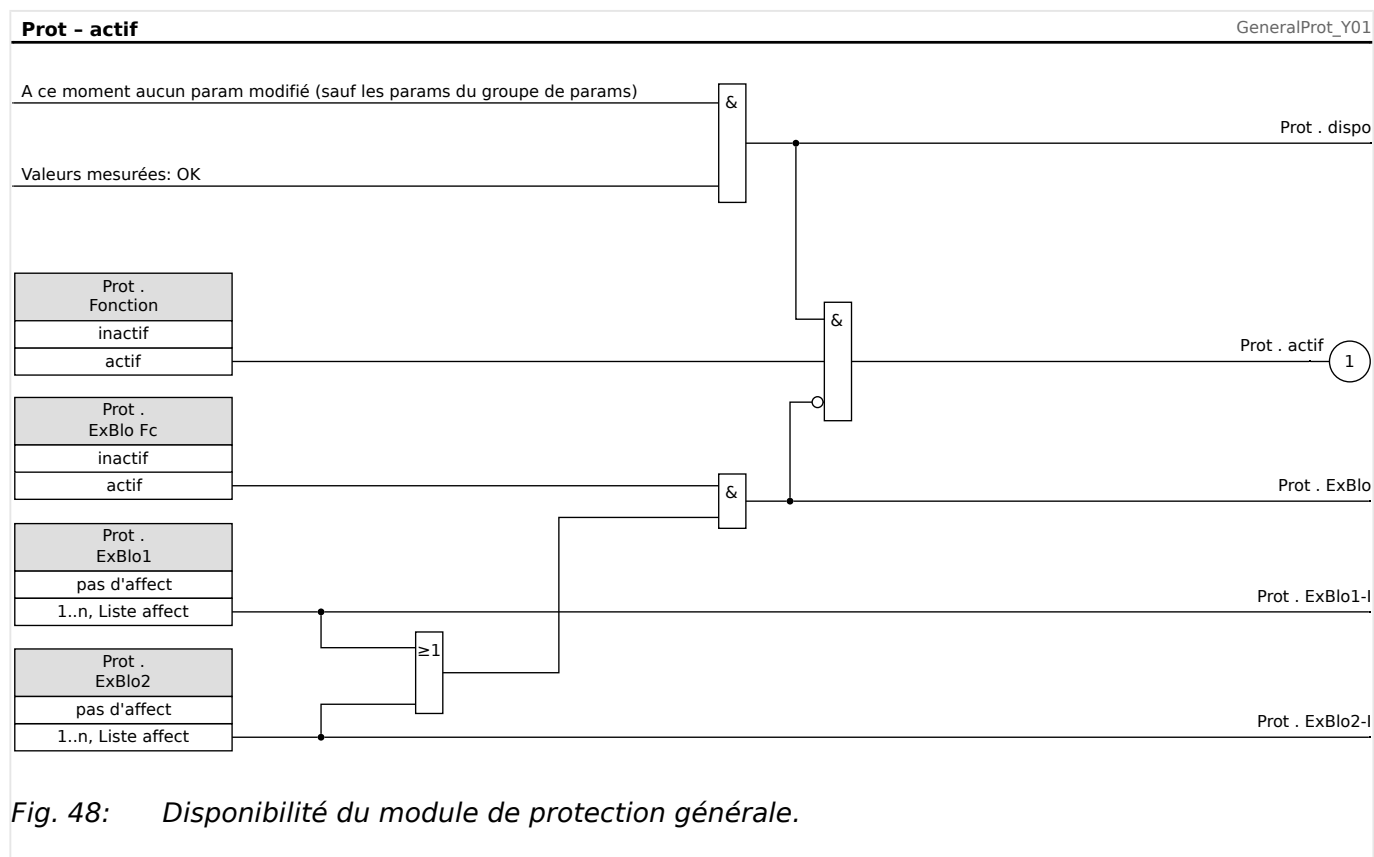 Prot – actif
GeneralProt_Y01
A ce moment aucun param modifié (sauf les params du groupe de params)
&
Prot . dispo
Valeurs mesurées: OK
Prot .
Fonction
inactif
actif
&
Prot . actif
1
Prot .
ExBlo Fc
inactif
actif
&
Prot . ExBlo
Prot .
ExBlo1
pas d'affect
1..n, Liste affect
Prot . ExBlo1-I
≥1
Prot .
ExBlo2
pas d'affect
1..n, Liste affect
Prot . ExBlo2-I
Fig. 48: Disponibilité du module de protection générale.